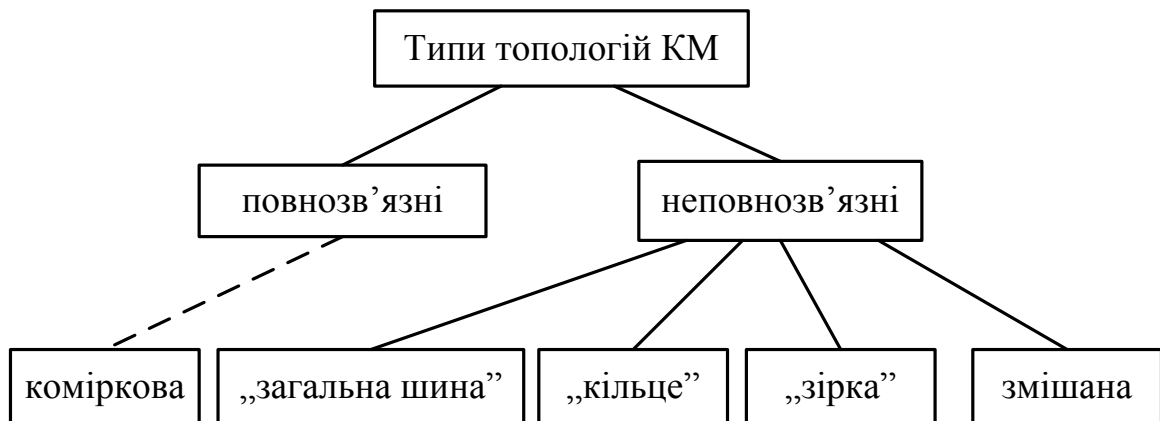 Типи топологій КМ
повнозв’язні
неповнозв’язні
коміркова
„загальна шина”
„кільце”
„зірка”
змішана